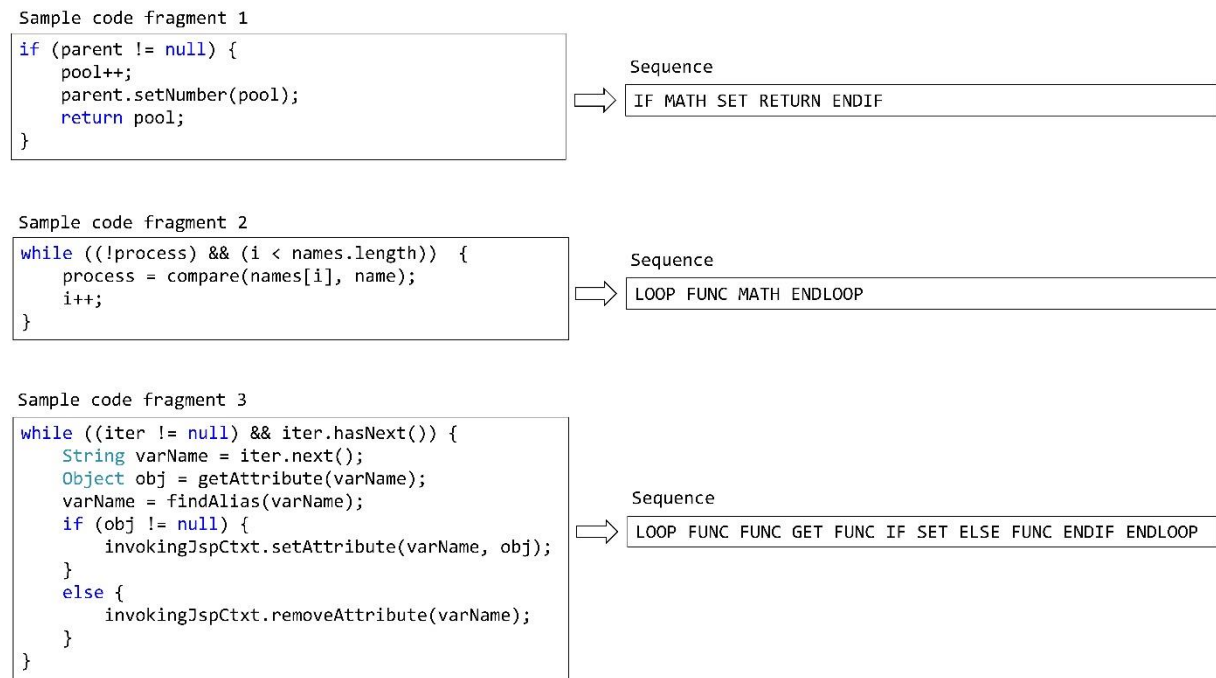 Sample code fragment 1
if (parent != null) {
    pool++;
    parent.setNumber(pool);
    return pool;
}
Sequence
IF MATH SET RETURN ENDIF
Sample code fragment 2
while ((!process) && (i < names.length))  {
    process = compare(names[i], name);
    i++;
}
Sequence
LOOP FUNC MATH ENDLOOP
Sample code fragment 3
while ((iter != null) && iter.hasNext()) {
    String varName = iter.next();
    Object obj = getAttribute(varName);
    varName = findAlias(varName);
    if (obj != null) {
        invokingJspCtxt.setAttribute(varName, obj);
    }
    else {
        invokingJspCtxt.removeAttribute(varName);
    }
}
Sequence
LOOP FUNC FUNC GET FUNC IF SET ELSE FUNC ENDIF ENDLOOP